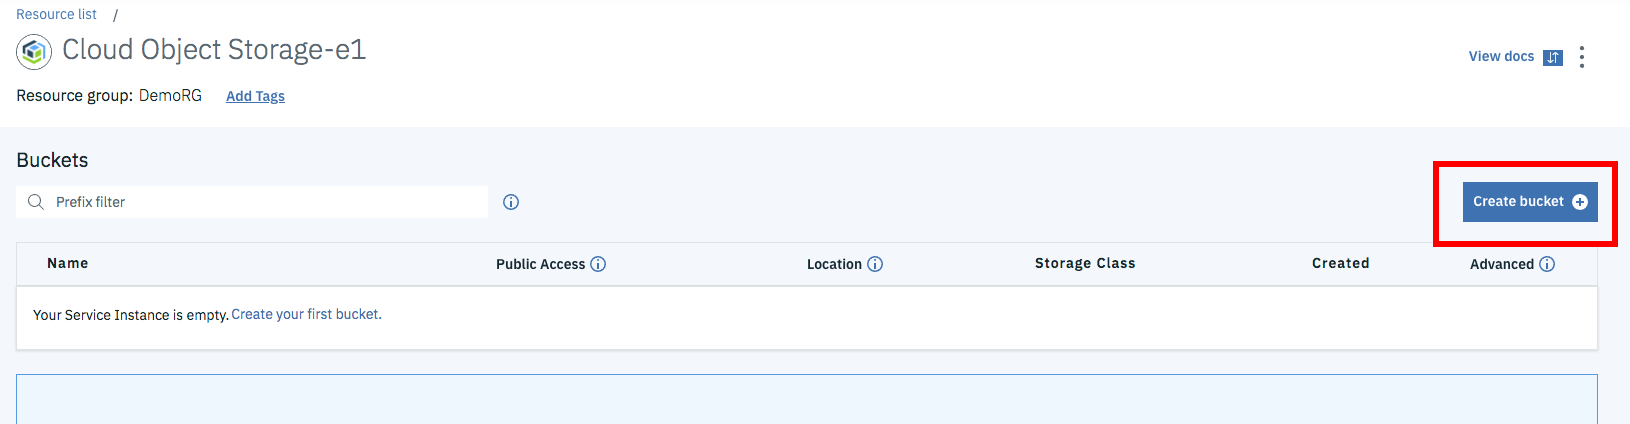 Resource list /
Cloud Object Storage-e1
View docs
Resource group: DemoRG Add Tags
Buckets
Prefix filter
Create bucket
Name Public Access Location Storage Class Created Advanced
Your Service Instance is empty. Create your first bucket.